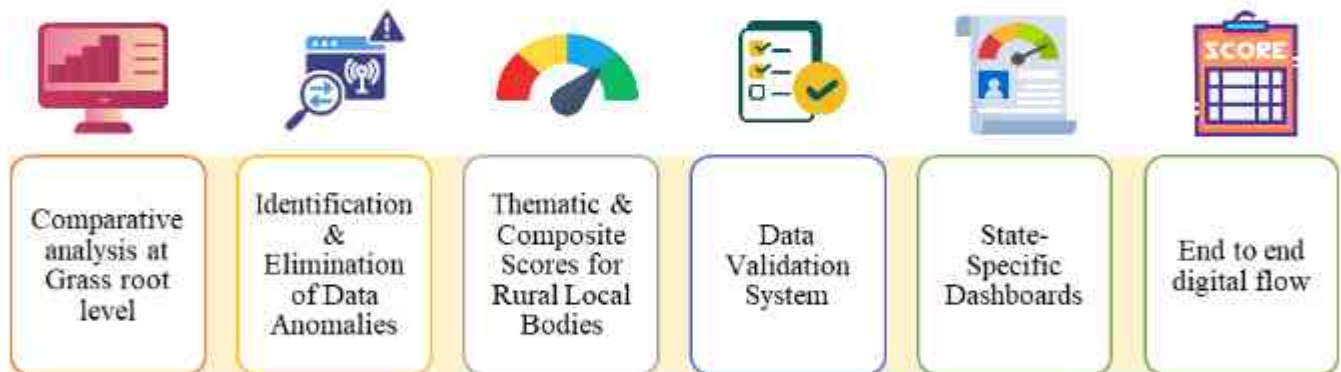 SCORE
Comparative
analysis at
Grass root
level
Identification
&
Elimination
of Data
Anomalies
Thematic &
Composite
Scores for
Rural Local
Bodies
Data
Validation
System
State-
Specific
Dashboards
End to end
digital flow